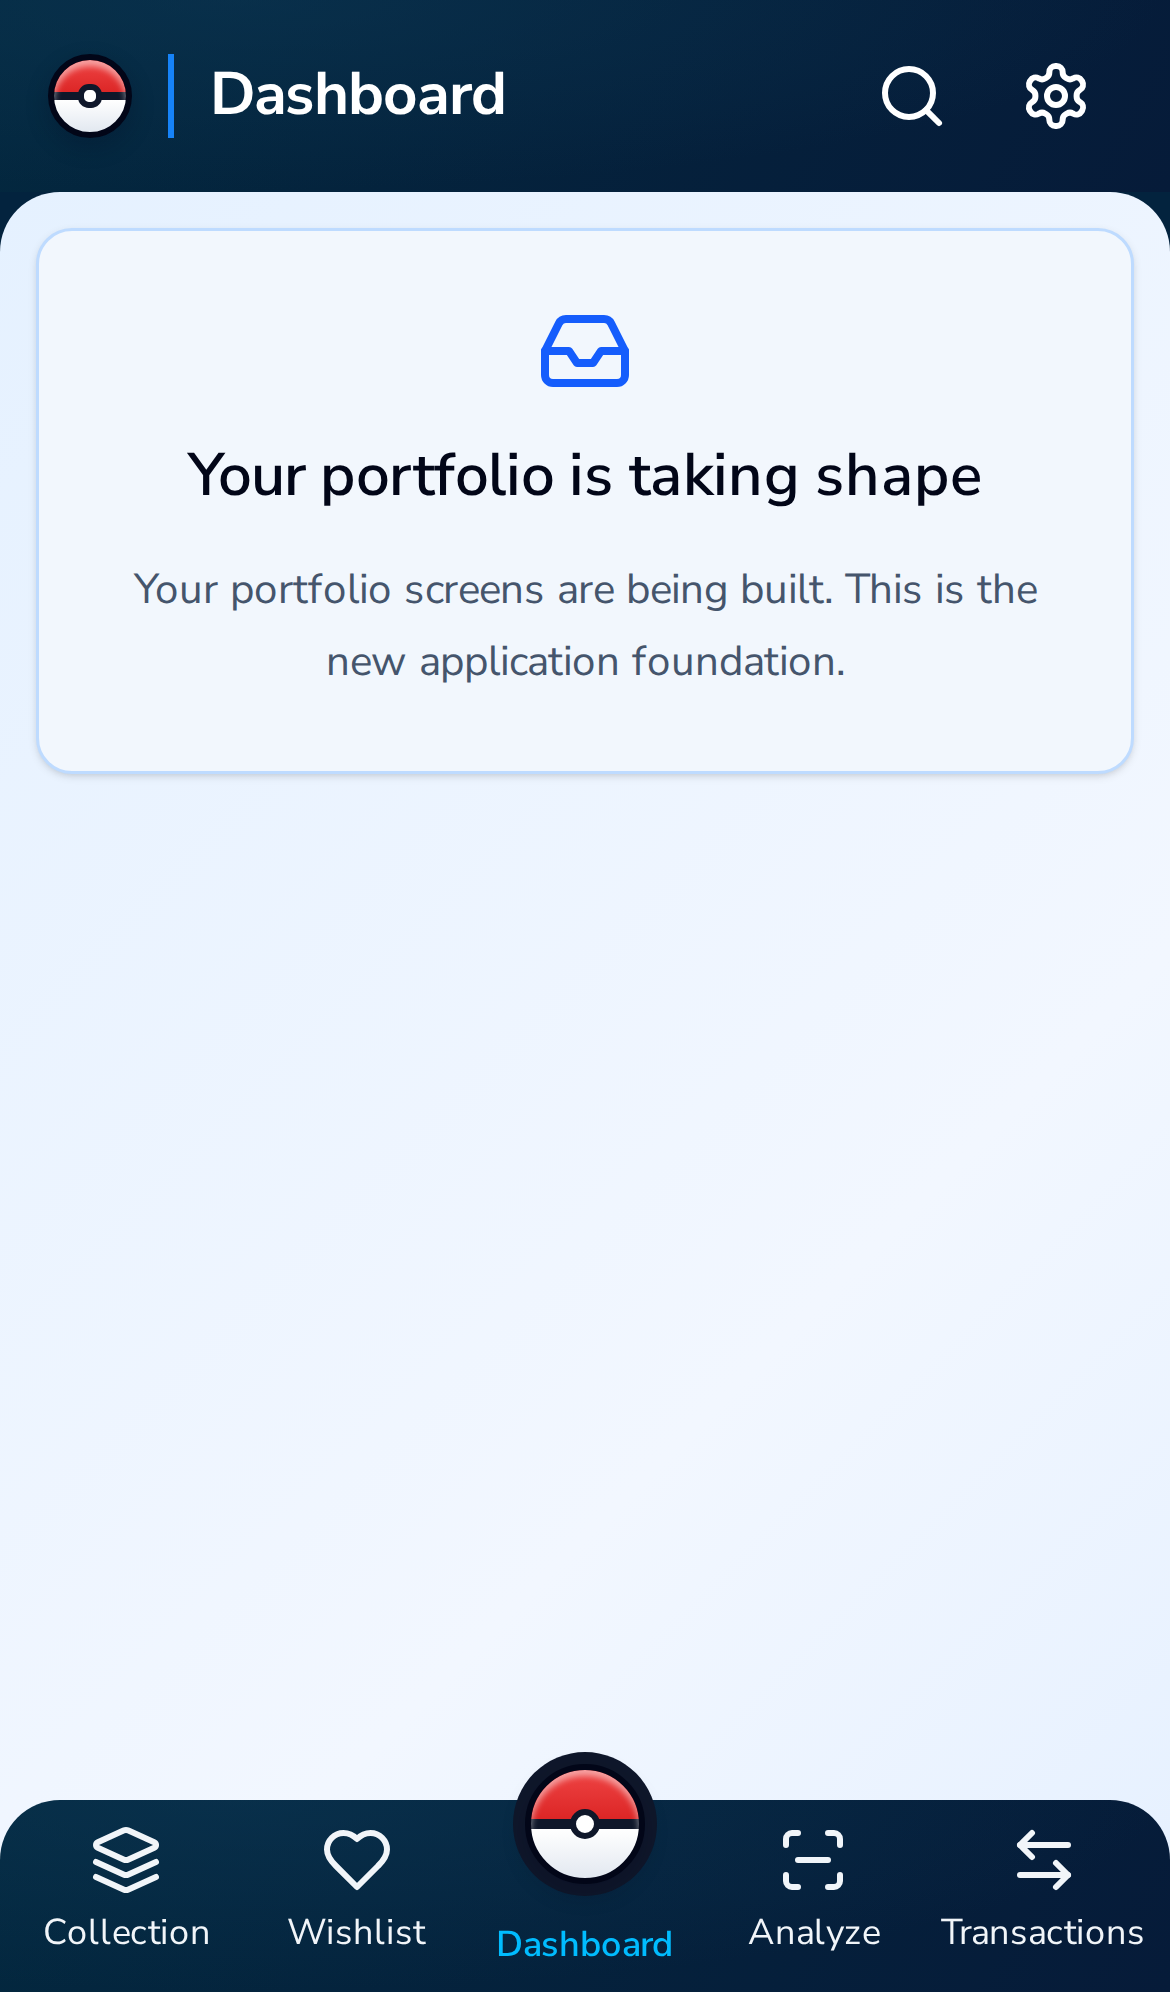 Dashboard
Your portfolio is taking shape
Your portfolio screens are being built. This is the
new application foundation.
Collection
Wishlist
Dashboard
Analyze
Transactions